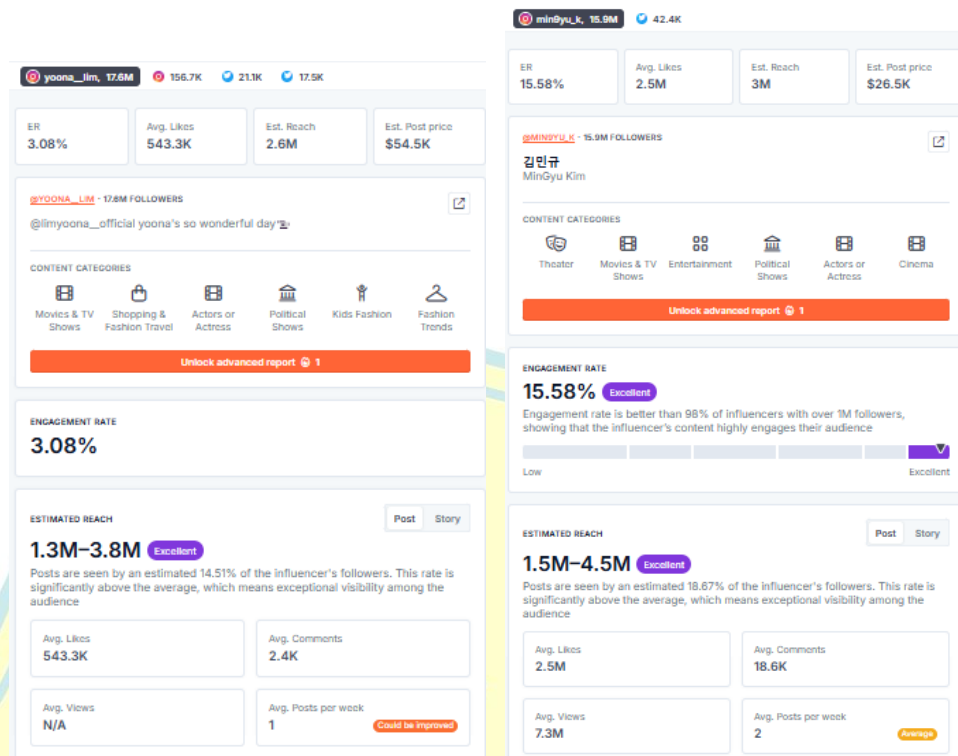 yoona__lim, 17.6M
156.7K
21.1K
17.5K
ER
3.08%
Avg. Likes
543.3K
Est. Reach
2.6M
Est. Post price
$54.5K
@YOONA__LIM - 17.6M FOLLOWERS
@limyoona__official yoona's so wonderful day
CONTENT CATEGORIES
Movies & TV
Shows
Shopping &
Fashion Travel
Actors or
Actress
Political
Shows
Kids Fashion
Fashion
Trends
Unlock advanced report 1
ENGAGEMENT RATE
3.08%
ESTIMATED REACH
Post
Story
1.3M–3.8M
Excellent
Posts are seen by an estimated 14.51% of the influencer's followers. This rate is
significantly above the average, which means exceptional visibility among the
audience
Avg. Likes
543.3K
Avg. Comments
2.4K
Avg. Views
N/A
Avg. Posts per week
1
Could be improved
min9yu_k, 15.9M
42.4K
ER
15.58%
Avg. Likes
2.5M
Est. Reach
3M
Est. Post price
$26.5K
@MIN9YU_K - 15.9M FOLLOWERS
김민규
MinGyu Kim
CONTENT CATEGORIES
Theater
Movies & TV
Shows
Entertainment
Political
Shows
Actors or
Actress
Cinema
Unlock advanced report 1
ENGAGEMENT RATE
15.58%
Excellent
Engagement rate is better than 98% of influencers with over 1M followers,
showing that the influencer's content highly engages their audience
Low
Excellent
ESTIMATED REACH
Post
Story
1.5M–4.5M
Excellent
Posts are seen by an estimated 18.67% of the influencer's followers. This rate is
significantly above the average, which means exceptional visibility among the
audience
Avg. Likes
2.5M
Avg. Comments
18.6K
Avg. Views
7.3M
Avg. Posts per week
2
Average